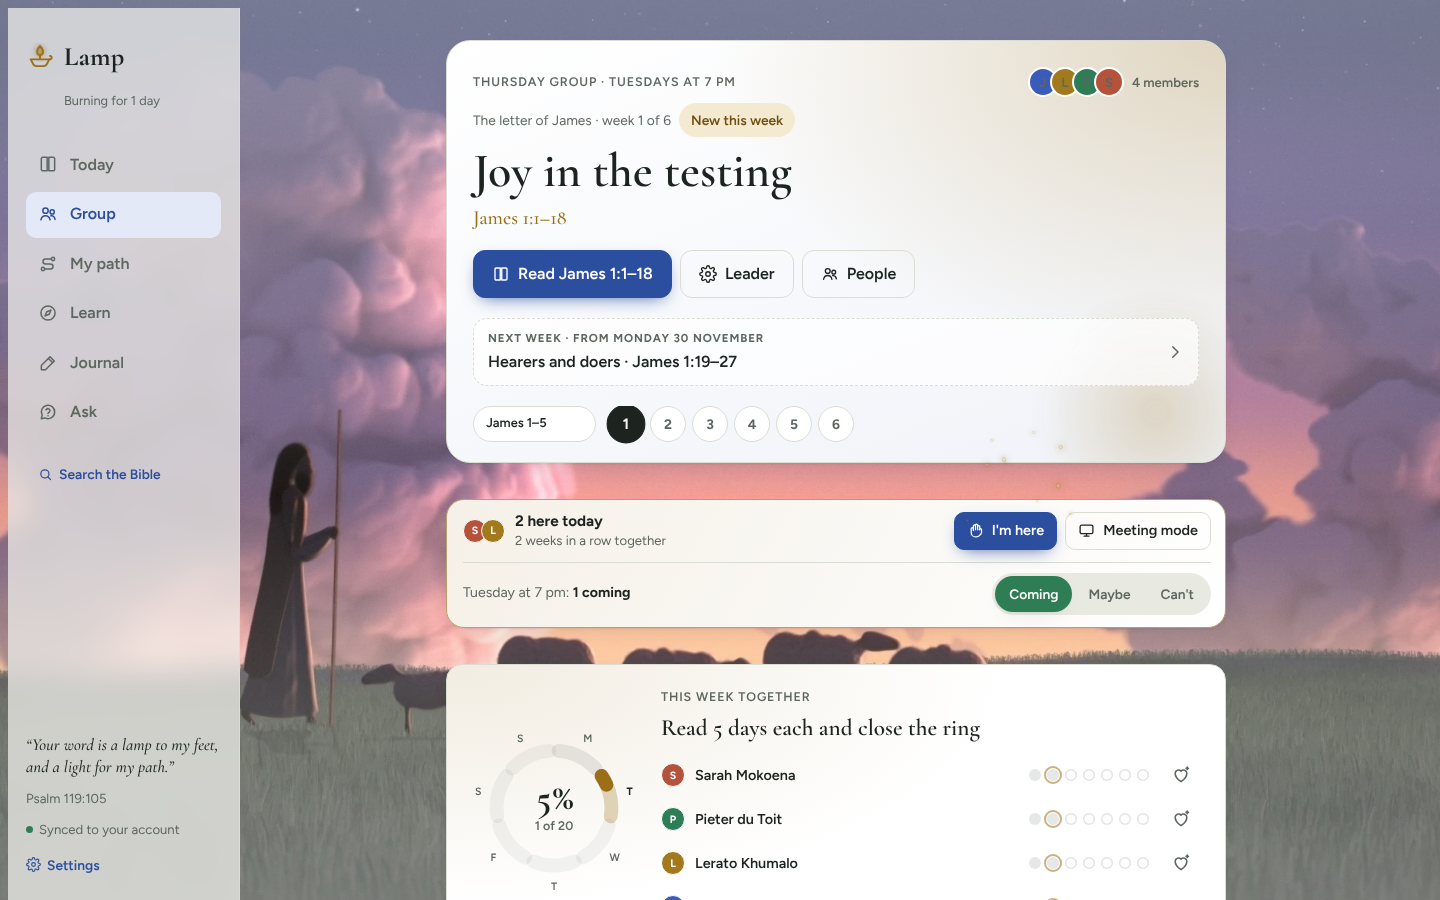 Lamp
Burning for 1 day
Today
Group
My path
Learn
Journal
Ask
Search the Bible
“Your word is a lamp to my feet,
and a light for my path.”
Psalm 119:105
Synced to your account
Settings
THURSDAY GROUP · TUESDAYS AT 7 PM
L S
4 members
The letter of James · week 1 of 6
New this week
Joy in the testing
James 1:1–18
Read James 1:1–18
Leader
People
NEXT WEEK · FROM MONDAY 30 NOVEMBER
Hearers and doers · James 1:19–27
James 1–5
1 2 3 4 5 6
S L
2 here today
2 weeks in a row together
I'm here
Meeting mode
Tuesday at 7 pm: 1 coming
Coming
Maybe
Can't
THIS WEEK TOGETHER
Read 5 days each and close the ring
S M
S T
5%
1 of 20
F W
T
S Sarah Mokoena
P Pieter du Toit
L Lerato Khumalo